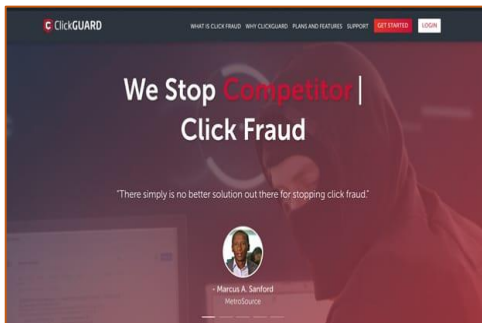 ClickGUARD
WHAT IS CLICK FRAUD WHY CLICKGUARD PLANS AND FEATURES SUPPORT GET STARTED LOGIN
We Stop Competitor|
Click Fraud
"There simply is no better solution out there for stopping click fraud."
- Marcus A. Sanford
MetroSource